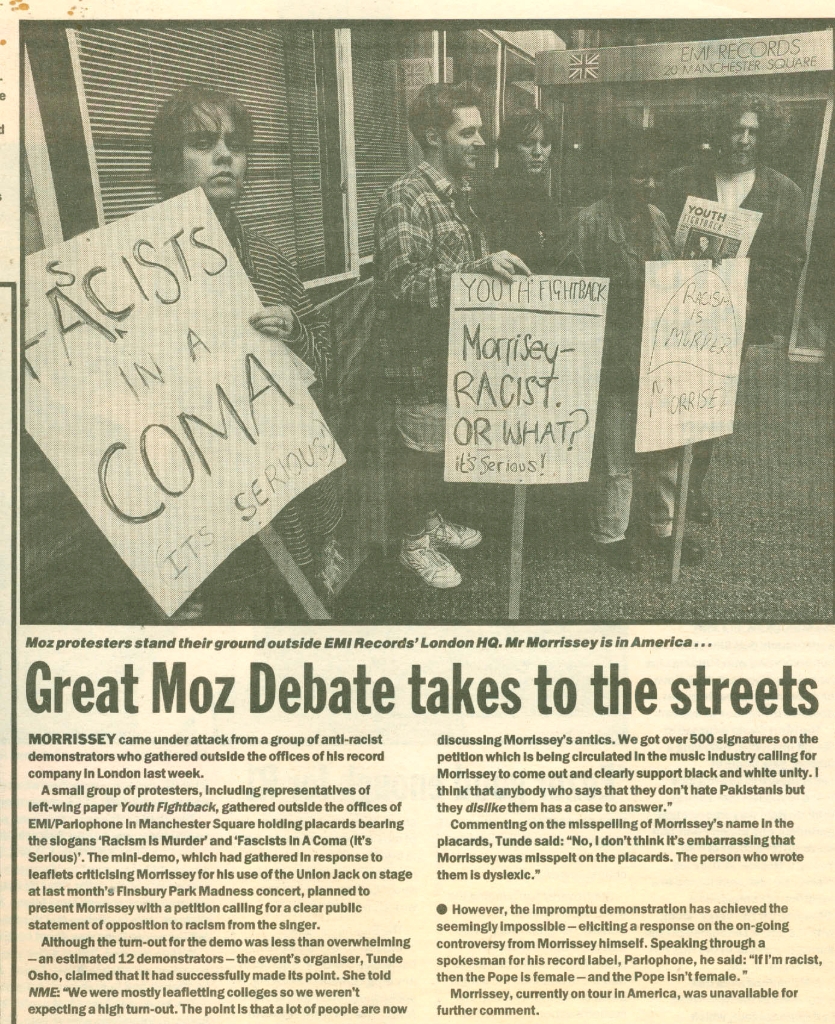 EMI RECORDS
20 MANCHESTER SQUARE
FASCISTS
IN A
COMA
(ITS SERIOUS!)
YOUTH FIGHTBACK
Morrisey-
RACIST.
OR WHAT?
it's Serious!
YOUTH
FIGHTBACK
RACISM
IS
MURDER
MORRISEY
Moz protesters stand their ground outside EMI Records' London HQ. Mr Morrissey is in America . . .
Great Moz Debate takes to the streets
MORRISSEY came under attack from a group of anti-racist
demonstrators who gathered outside the offices of his record
company in London last week.
A small group of protesters, including representatives of
left-wing paper Youth Fightback, gathered outside the offices of
EMI/Parlophone in Manchester Square holding placards bearing
the slogans 'Racism Is Murder' and 'Fascists In A Coma (It's
Serious)'. The mini-demo, which had gathered in response to
leaflets criticising Morrissey for his use of the Union Jack on stage
at last month's Finsbury Park Madness concert, planned to
present Morrissey with a petition calling for a clear public
statement of opposition to racism from the singer.
Although the turn-out for the demo was less than overwhelming
– an estimated 12 demonstrators – the event's organiser, Tunde
Osho, claimed that it had successfully made its point. She told
NME: "We were mostly leafletting colleges so we weren't
expecting a high turn-out. The point is that a lot of people are now
discussing Morrissey's antics. We got over 500 signatures on the
petition which is being circulated in the music industry calling for
Morrissey to come out and clearly support black and white unity. I
think that anybody who says that they don't hate Pakistanis but
they dislike them has a case to answer."
Commenting on the misspelling of Morrissey's name in the
placards, Tunde said: "No, I don't think it's embarrassing that
Morrissey was misspelt on the placards. The person who wrote
them is dyslexic."
● However, the impromptu demonstration has achieved the
seemingly impossible – eliciting a response on the on-going
controversy from Morrissey himself. Speaking through a
spokesman for his record label, Parlophone, he said: "If I'm racist,
then the Pope is female – and the Pope isn't female."
Morrissey, currently on tour in America, was unavailable for
further comment.